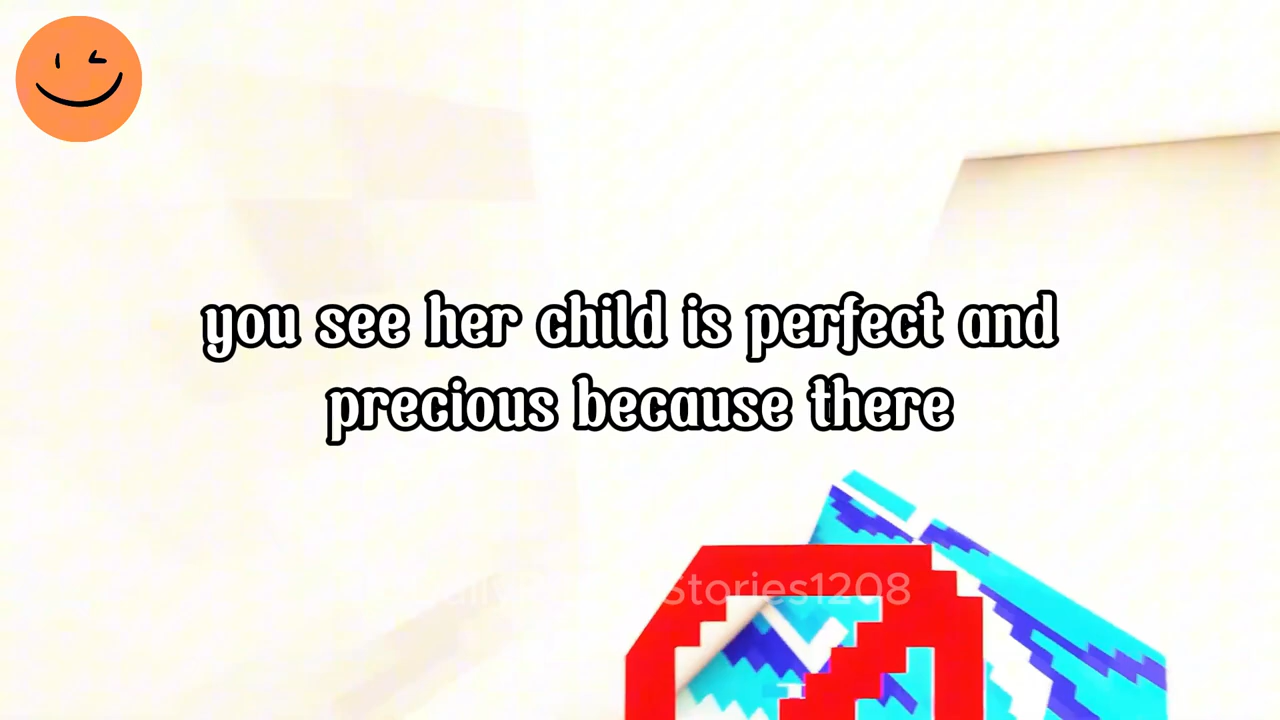 you see her child is perfect and
precious because there
Stories1208